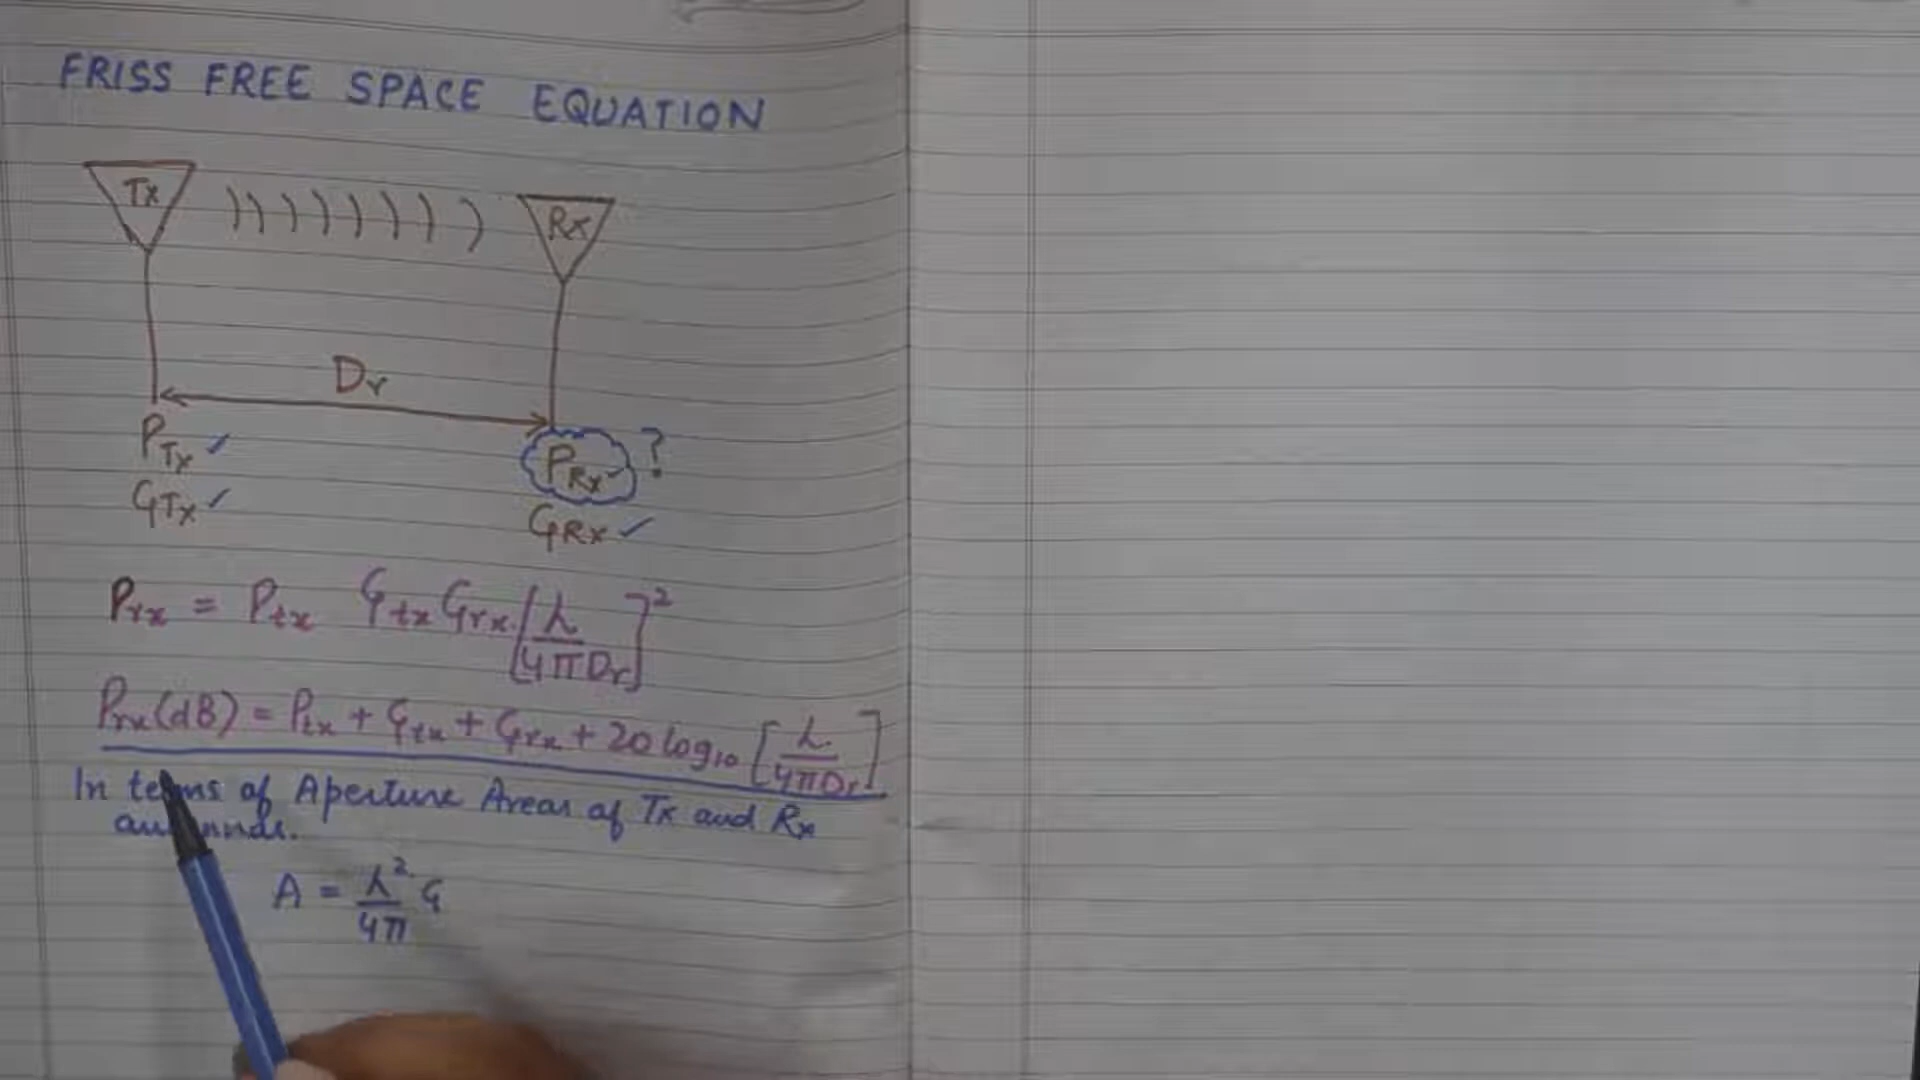 FRISS FREE SPACE EQUATION
Tx Rx
Dr
PTx ✓ PRx ✓ ?
GTx ✓ GRx ✓
Prx = Ptx Gtx Grx [λ/4πDr]²
Prx(dB) = Ptx + Gtx + Grx + 20 log10 [λ/4πDr]
In terms of Aperture Areas of Tx and Rx
A = λ²/4π G